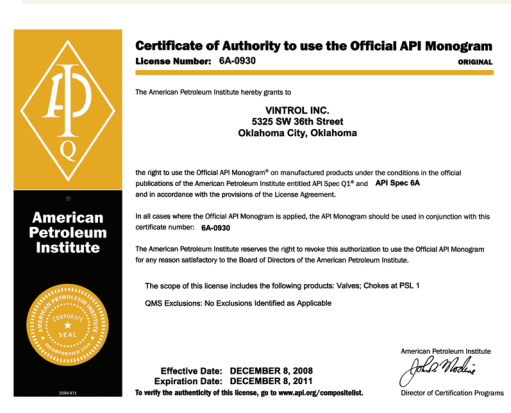 Certificate of Authority to use the Official API Monogram
License Number: 6A-0930
ORIGINAL
The American Petroleum Institute hereby grants to
VINTROL INC.
5325 SW 36th Street
Oklahoma City, Oklahoma
the right to use the Official API Monogram® on manufactured products under the conditions in the official
publications of the American Petroleum Institute entitled API Spec Q1® and API Spec 6A
and in accordance with the provisions of the License Agreement.
In all cases where the Official API Monogram is applied, the API Monogram should be used in conjunction with this
certificate number: 6A-0930
The American Petroleum Institute reserves the right to revoke this authorization to use the Official API Monogram
for any reason satisfactory to the Board of Directors of the American Petroleum Institute.
The scope of this license includes the following products: Valves; Chokes at PSL 1
QMS Exclusions: No Exclusions Identified as Applicable
Effective Date: DECEMBER 8, 2008
Expiration Date: DECEMBER 8, 2011
To verify the authenticity of this license, go to www.api.org/compositelist.
American Petroleum Institute
Director of Certification Programs
API
Q
American
Petroleum
Institute
AMERICAN PETROLEUM INSTITUTE
CORPORATE
SEAL